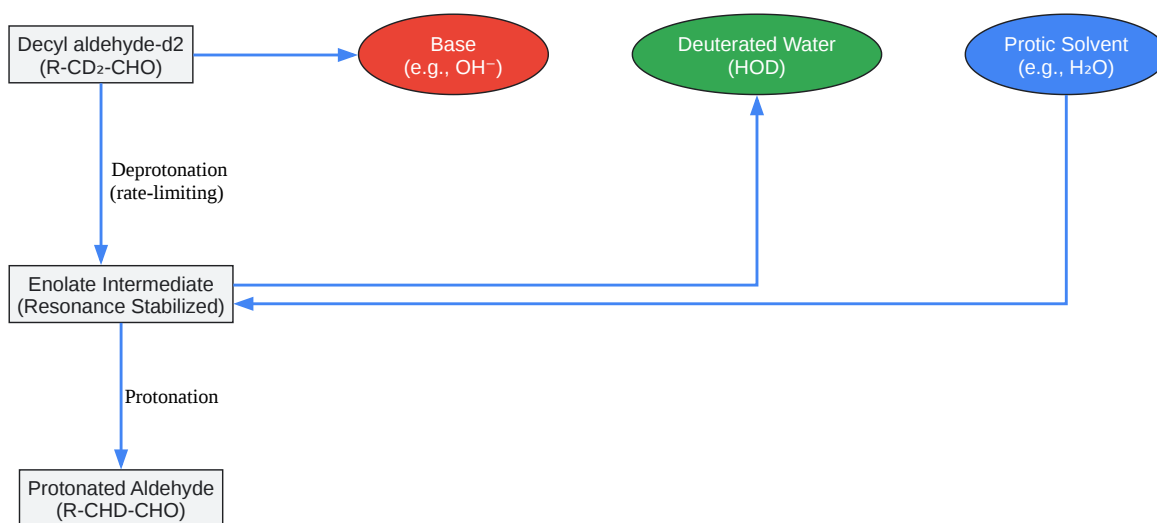 Decyl aldehyde-d2
(R-CD₂-CHO)
Base
(e.g., OH⁻)
Deuterated Water
(HOD)
Protic Solvent
(e.g., H₂O)
Deprotonation
(rate-limiting)
Enolate Intermediate
(Resonance Stabilized)
Protonation
Protonated Aldehyde
(R-CHD-CHO)